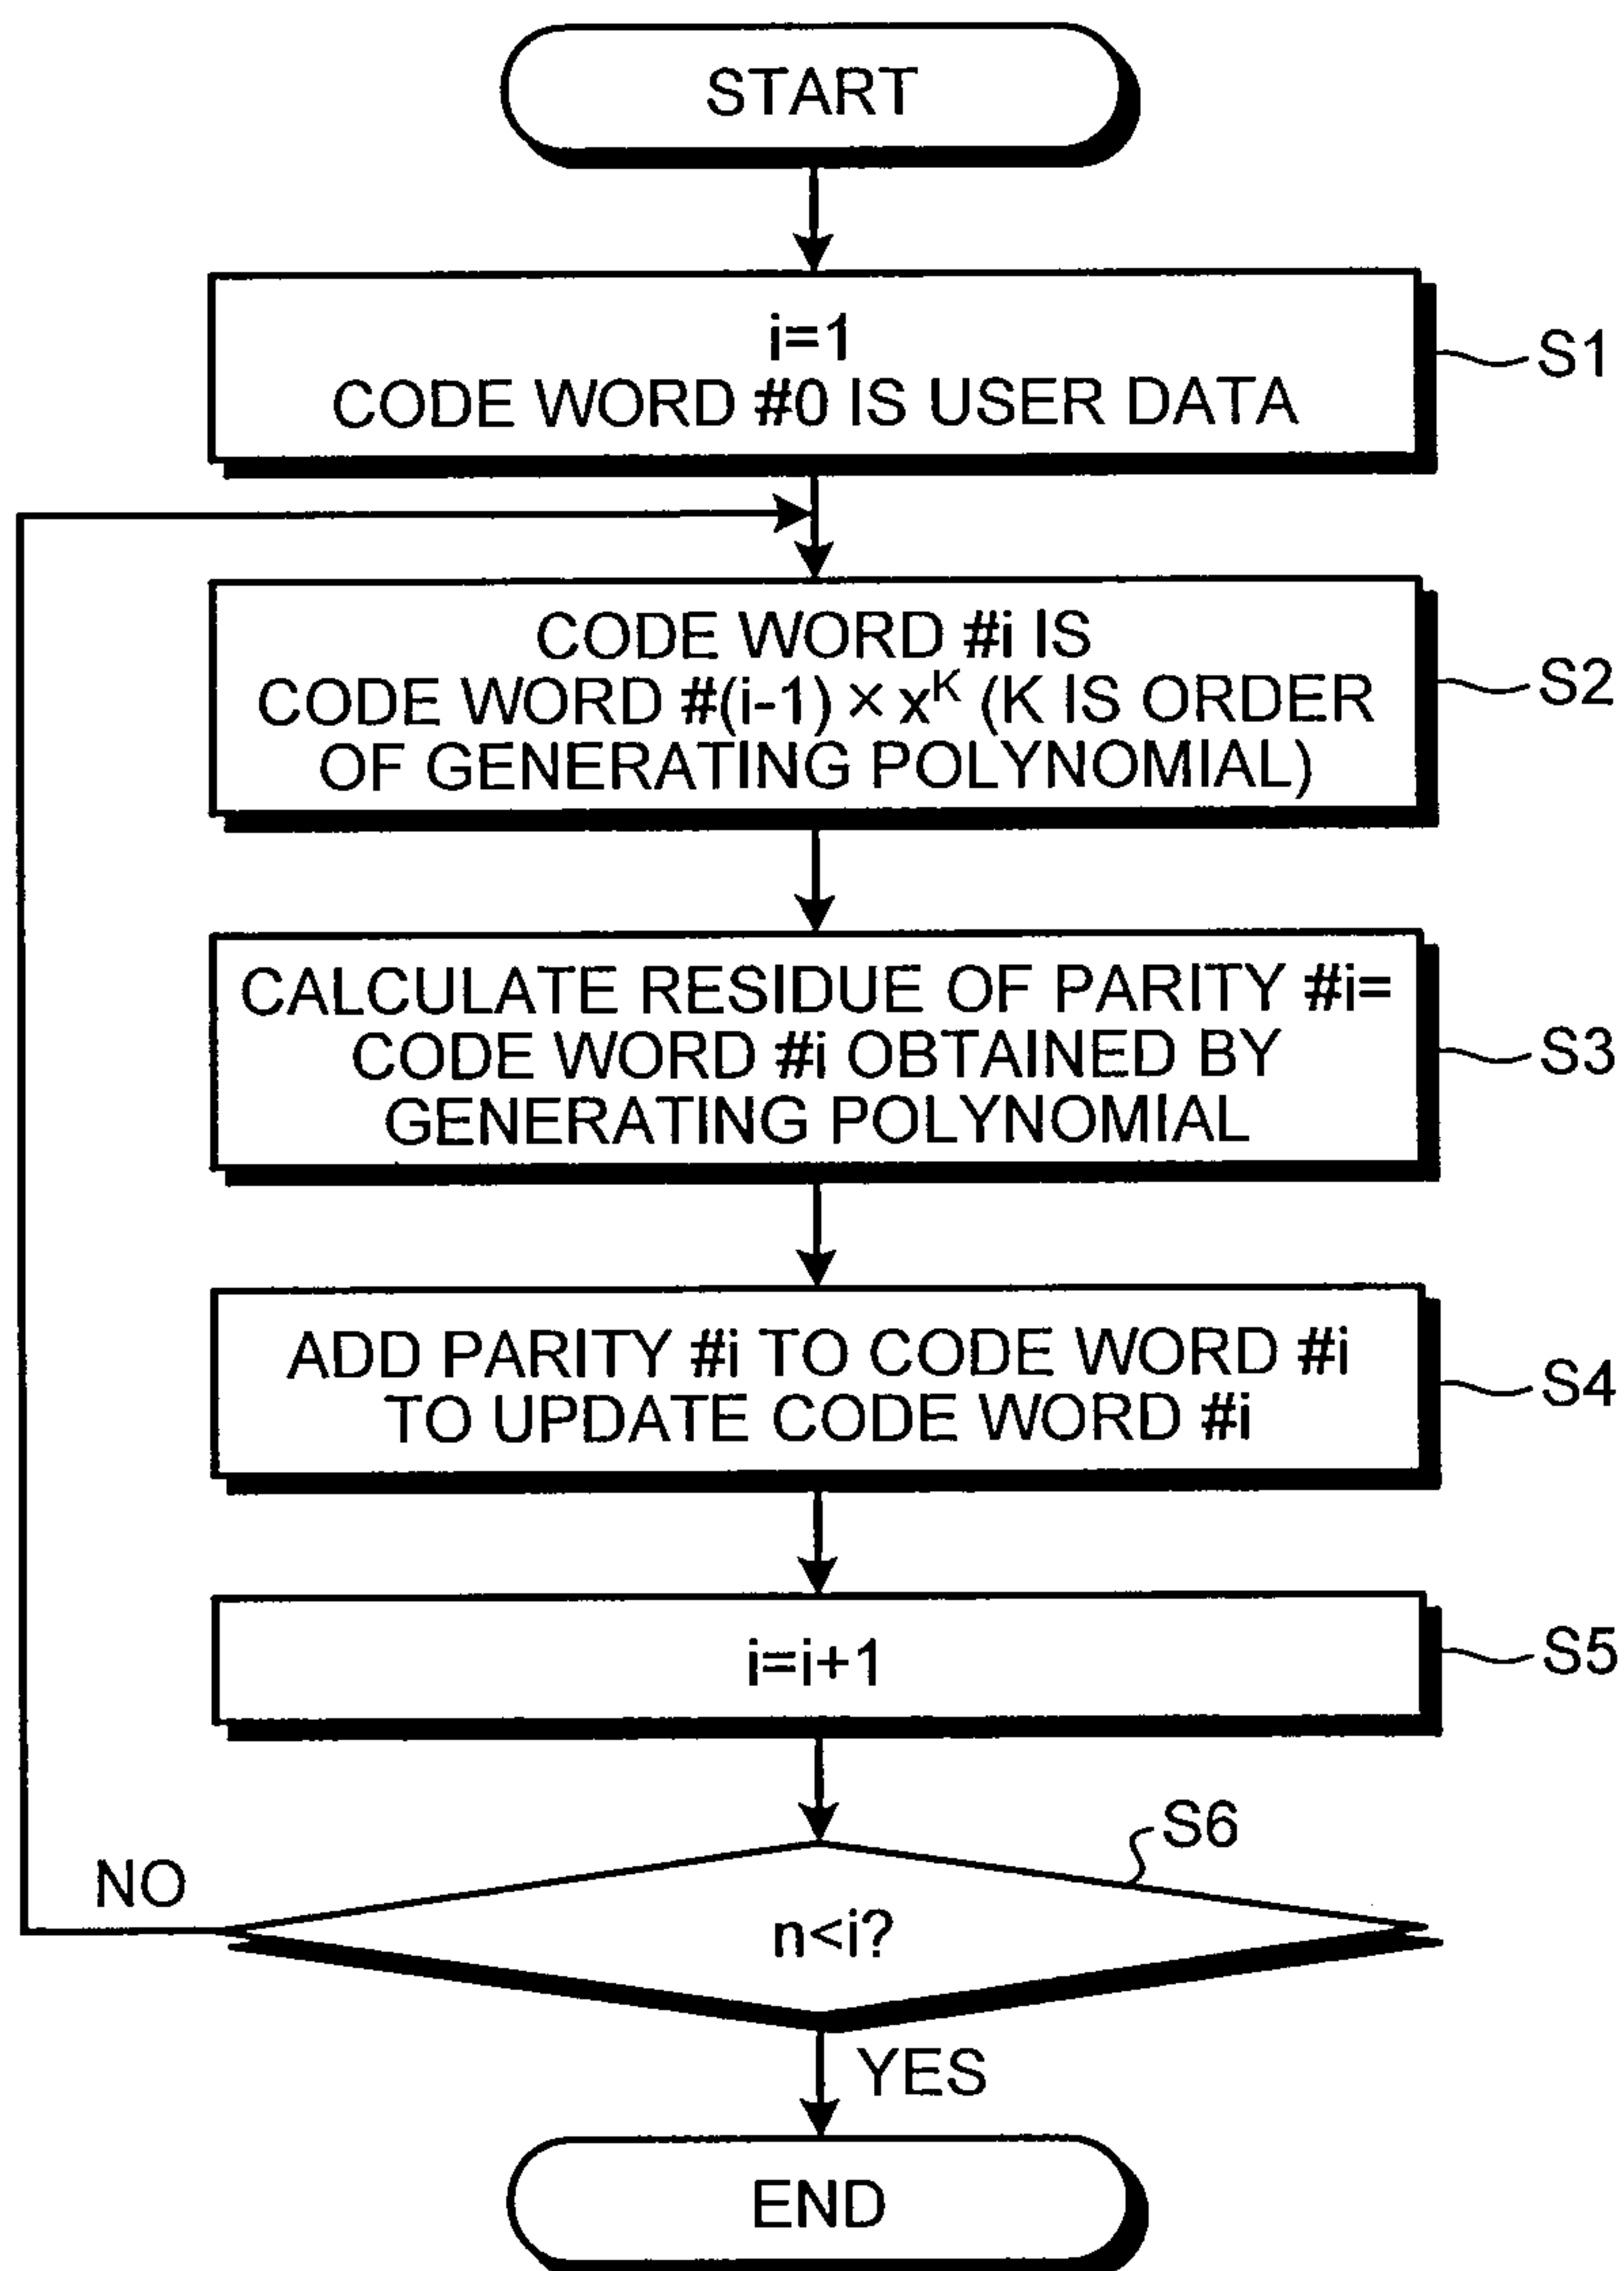 START
i=1
CODE WORD #0 IS USER DATA
S1
CODE WORD #i IS
CODE WORD #(i-1) × x^K (K IS ORDER
OF GENERATING POLYNOMIAL)
S2
CALCULATE RESIDUE OF PARITY #i=
CODE WORD #i OBTAINED BY
GENERATING POLYNOMIAL
S3
ADD PARITY #i TO CODE WORD #i
TO UPDATE CODE WORD #i
S4
i=i+1
S5
S6
NO
n<i?
YES
END